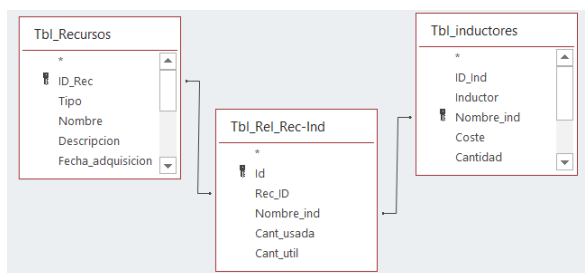 Tbl_Recursos
*
ID_Rec
Tipo
Nombre
Descripcion
Fecha_adquisicion
Tbl_Rel_Rec-Ind
*
Id
Rec_ID
Nombre_ind
Cant_usada
Cant_util
Tbl_inductores
*
ID_Ind
Inductor
Nombre_ind
Coste
Cantidad